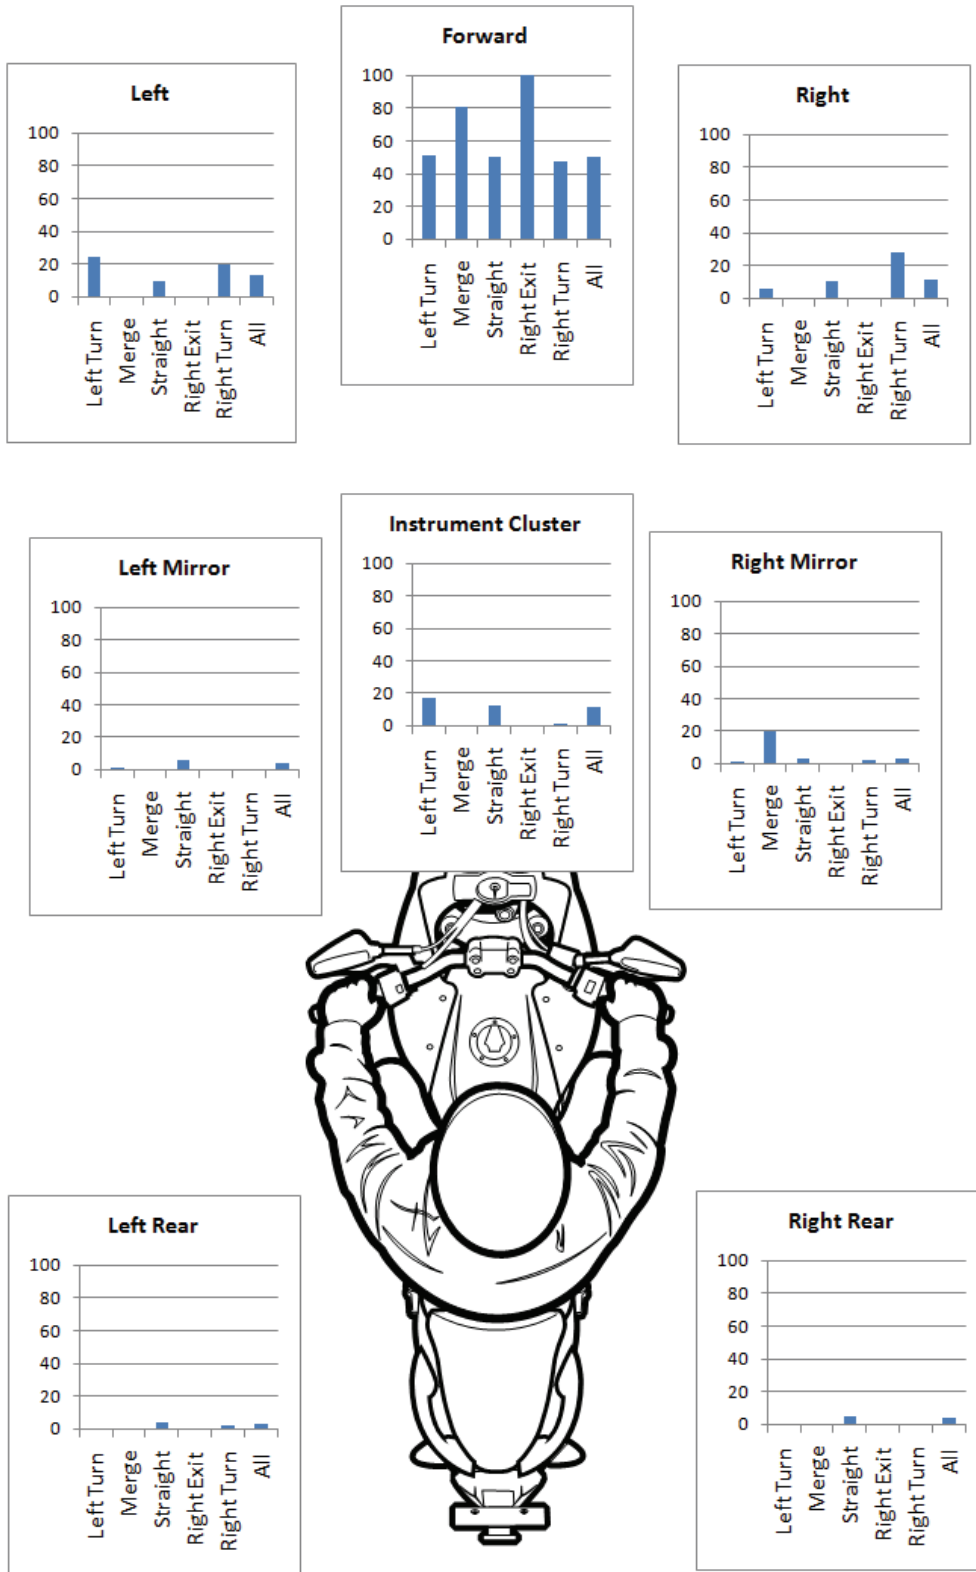 Forward
100
80
60
40
20
0
Left Turn
Merge
Straight
Right Exit
Right Turn
All
Left
100
80
60
40
20
0
Left Turn
Merge
Straight
Right Exit
Right Turn
All
Right
100
80
60
40
20
0
Left Turn
Merge
Straight
Right Exit
Right Turn
All
Left Mirror
100
80
60
40
20
0
Left Turn
Merge
Straight
Right Exit
Right Turn
All
Instrument Cluster
100
80
60
40
20
0
Left Turn
Merge
Straight
Right Exit
Right Turn
All
Right Mirror
100
80
60
40
20
0
Left Turn
Merge
Straight
Right Exit
Right Turn
All
Left Rear
100
80
60
40
20
0
Left Turn
Merge
Straight
Right Exit
Right Turn
All
Right Rear
100
80
60
40
20
0
Left Turn
Merge
Straight
Right Exit
Right Turn
All